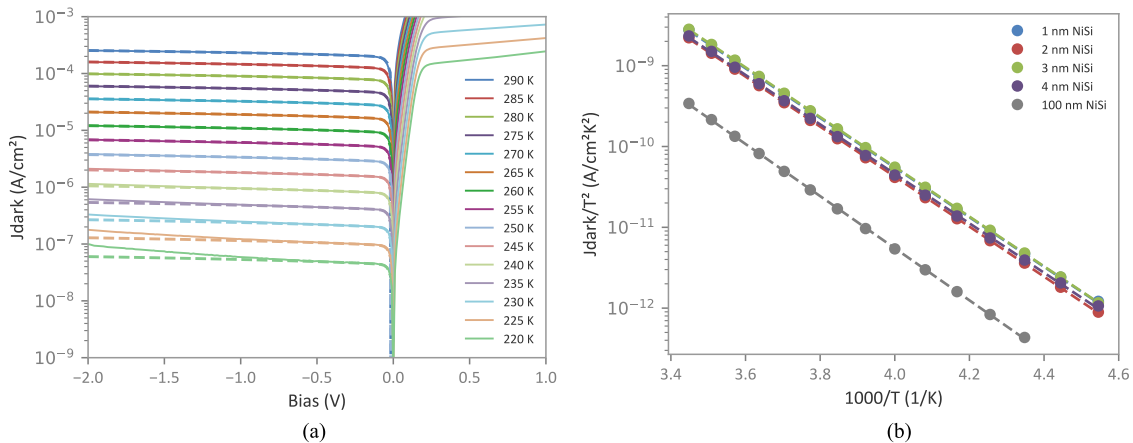 10⁻³
10⁻⁴
10⁻⁵
10⁻⁶
10⁻⁷
10⁻⁸
10⁻⁹
Jdark (A/cm²)
−2.0
−1.5
−1.0
−0.5
0.0
0.5
1.0
Bias (V)
290 K
285 K
280 K
275 K
270 K
265 K
260 K
255 K
250 K
245 K
240 K
235 K
230 K
225 K
220 K
(a)
10⁻⁹
10⁻¹⁰
10⁻¹¹
10⁻¹²
Jdark/T² (A/cm²K²)
3.4
3.6
3.8
4.0
4.2
4.4
4.6
1000/T (1/K)
1 nm NiSi
2 nm NiSi
3 nm NiSi
4 nm NiSi
100 nm NiSi
(b)